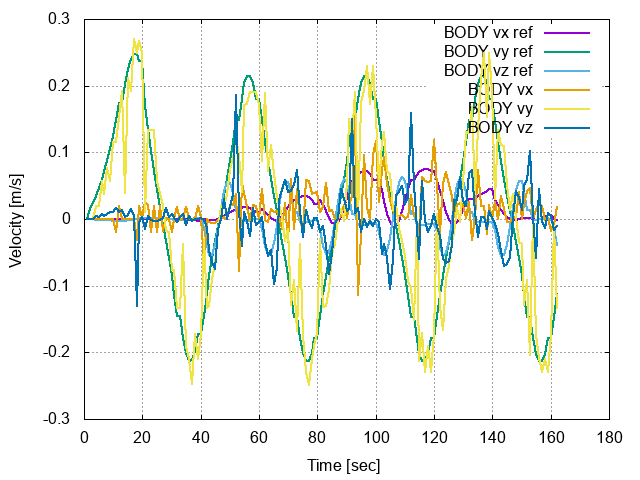 0.3
0.2
0.1
0
-0.1
-0.2
-0.3
0 20 40 60 80 100 120 140 160 180
Velocity [m/s]
Time [sec]
BODY vx ref
BODY vy ref
BODY vz ref
BODY vx
BODY vy
BODY vz